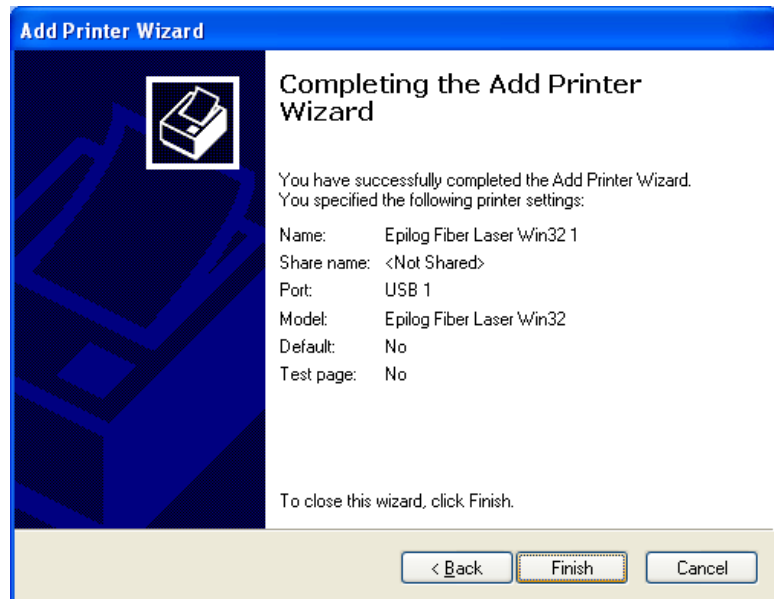 Add Printer Wizard
Completing the Add Printer
Wizard
You have successfully completed the Add Printer Wizard.
You specified the following printer settings:
Name: Epilog Fiber Laser Win32 1
Share name: <Not Shared>
Port: USB 1
Model: Epilog Fiber Laser Win32
Default: No
Test page: No
To close this wizard, click Finish.
< Back Finish Cancel